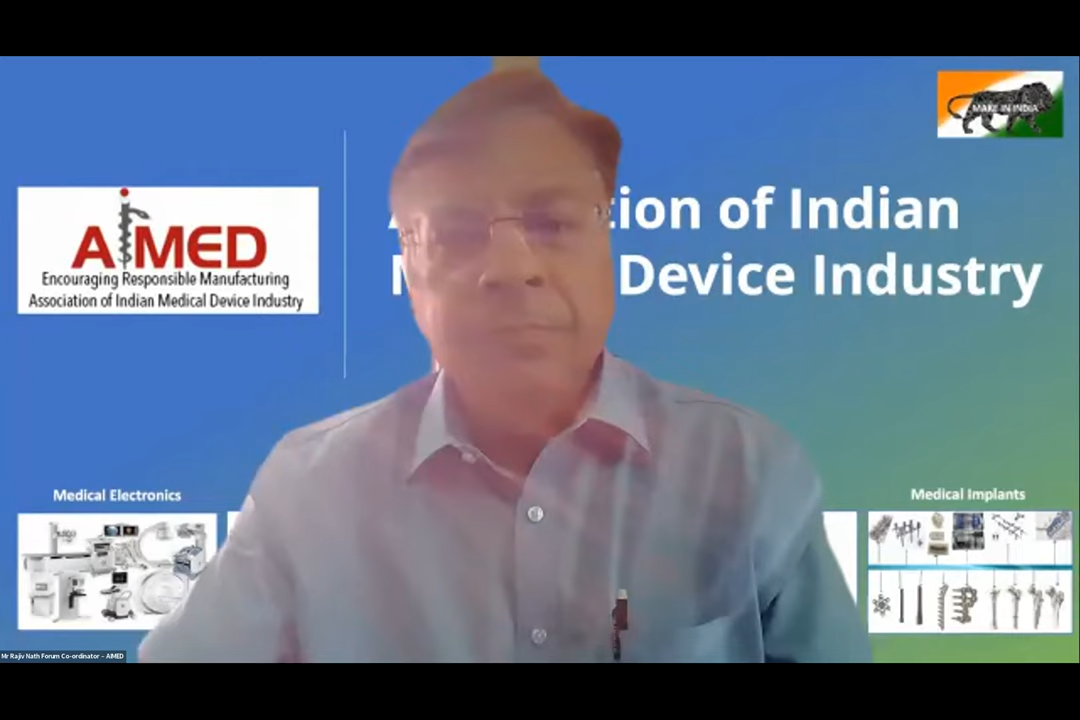 MAKE IN INDIA
AiMED
Encouraging Responsible Manufacturing
Association of Indian Medical Device Industry
tion of Indian
Device Industry
Medical Electronics
Medical Implants
Mr Rajiv Nath Forum Co-ordinator - AIMED